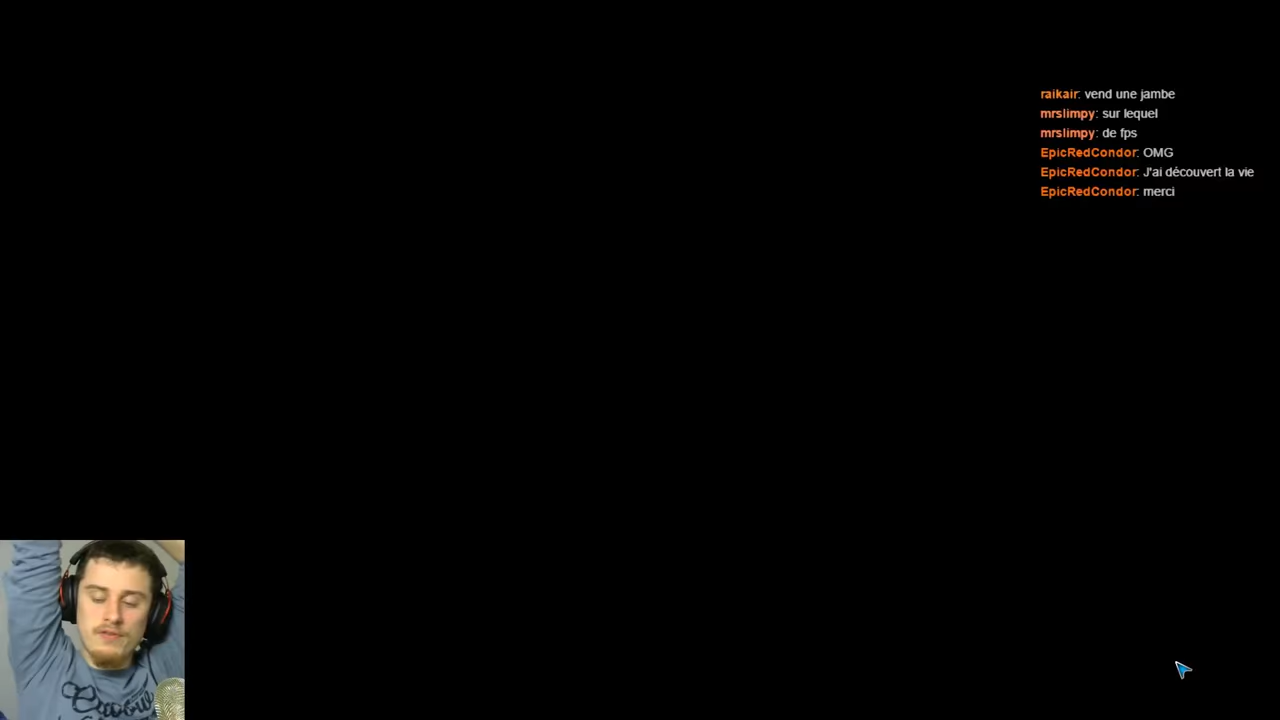 raikair: vend une jambe
mrslimpy: sur lequel
mrslimpy: de fps
EpicRedCondor: OMG
EpicRedCondor: J'ai découvert la vie
EpicRedCondor: merci